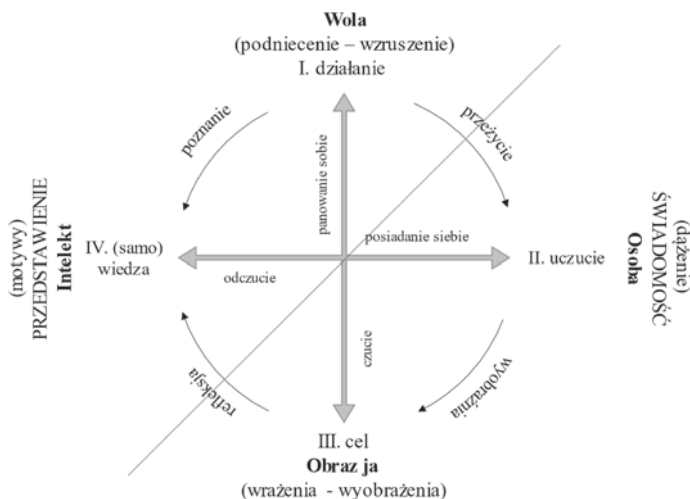 Wola
(podniecenie – wzruszenie)
I. działanie
poznanie
przeżycie
panowanie sobie
posiadanie siebie
(motywy)
PRZEDSTAWIENIE
Intelekt
IV. (samo)
wiedza
II. uczucie
Osoba
ŚWIADOMOŚĆ
(dążenie)
odczucie
czucie
refleksja
wyobraźnia
III. cel
Obraz ja
(wrażenia - wyobrażenia)